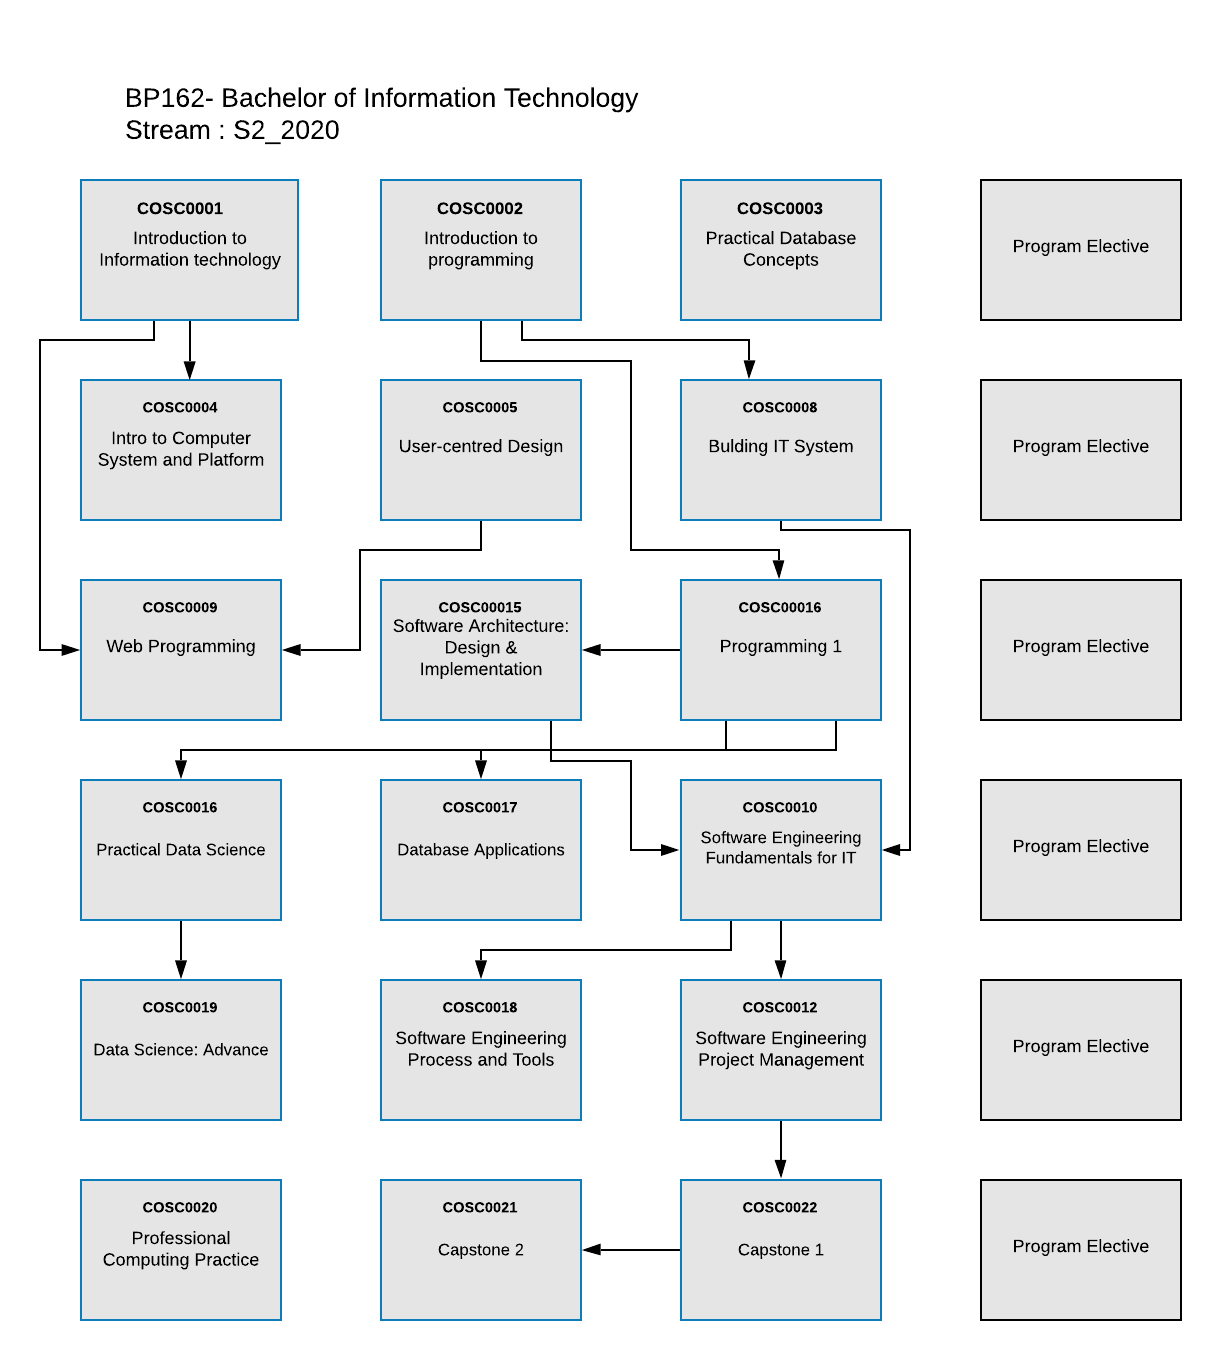 BP162- Bachelor of Information Technology
Stream : S2_2020
COSC0001
Introduction to
Information technology
COSC0002
Introduction to
programming
COSC0003
Practical Database
Concepts
Program Elective
COSC0004
Intro to Computer
System and Platform
COSC0005
User-centred Design
COSC0008
Bulding IT System
Program Elective
COSC0009
Web Programming
COSC00015
Software Architecture:
Design &
Implementation
COSC00016
Programming 1
Program Elective
COSC0016
Practical Data Science
COSC0017
Database Applications
COSC0010
Software Engineering
Fundamentals for IT
Program Elective
COSC0019
Data Science: Advance
COSC0018
Software Engineering
Process and Tools
COSC0012
Software Engineering
Project Management
Program Elective
COSC0020
Professional
Computing Practice
COSC0021
Capstone 2
COSC0022
Capstone 1
Program Elective